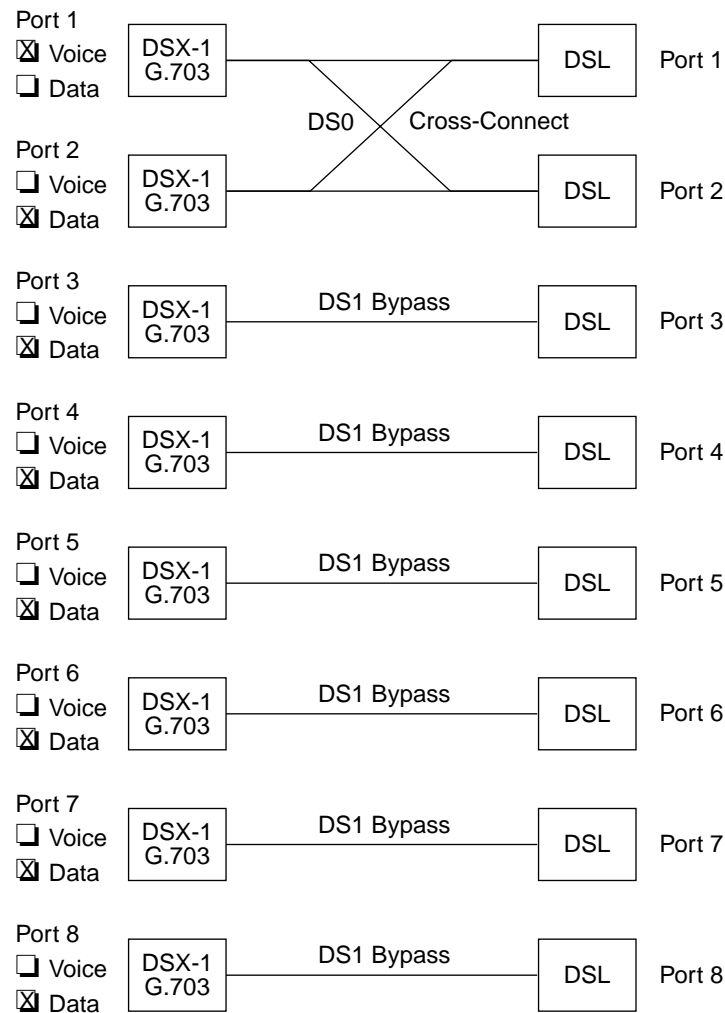 Port 1
Voice
Data
DSX-1
G.703
DSL
Port 1
DS0
Cross-Connect
Port 2
Voice
Data
DSX-1
G.703
DSL
Port 2
Port 3
Voice
Data
DSX-1
G.703
DS1 Bypass
DSL
Port 3
Port 4
Voice
Data
DSX-1
G.703
DS1 Bypass
DSL
Port 4
Port 5
Voice
Data
DSX-1
G.703
DS1 Bypass
DSL
Port 5
Port 6
Voice
Data
DSX-1
G.703
DS1 Bypass
DSL
Port 6
Port 7
Voice
Data
DSX-1
G.703
DS1 Bypass
DSL
Port 7
Port 8
Voice
Data
DSX-1
G.703
DS1 Bypass
DSL
Port 8